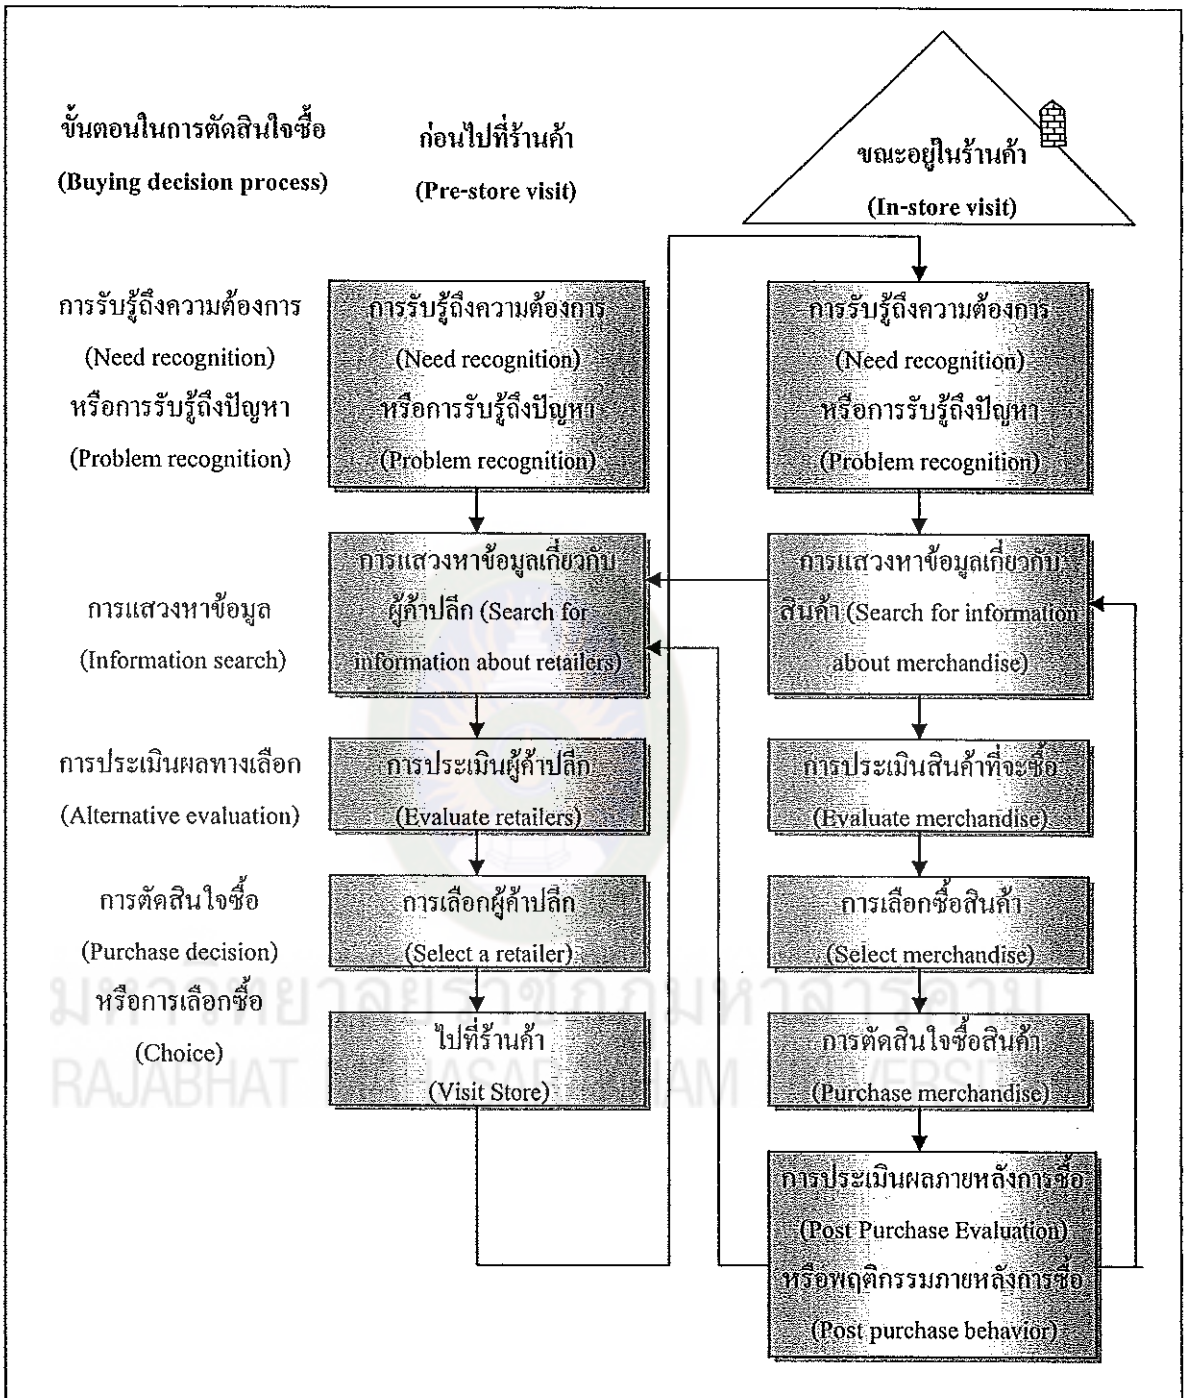 ขั้นตอนในการตัดสินใจซื้อ
(Buying decision process)
ก่อนไปที่ร้านค้า
(Pre-store visit)
ขณะอยู่ในร้านค้า
(In-store visit)
การรับรู้ถึงความต้องการ
(Need recognition)
หรือการรับรู้ถึงปัญหา
(Problem recognition)
การรับรู้ถึงความต้องการ
(Need recognition)
หรือการรับรู้ถึงปัญหา
(Problem recognition)
การรับรู้ถึงความต้องการ
(Need recognition)
หรือการรับรู้ถึงปัญหา
(Problem recognition)
การแสวงหาข้อมูล
(Information search)
การแสวงหาข้อมูลเกี่ยวกับ
ผู้ค้าปลีก (Search for
information about retailers)
การแสวงหาข้อมูลเกี่ยวกับ
สินค้า (Search for information
about merchandise)
การประเมินผลทางเลือก
(Alternative evaluation)
การประเมินผู้ค้าปลีก
(Evaluate retailers)
การประเมินสินค้าที่จะซื้อ
(Evaluate merchandise)
การตัดสินใจซื้อ
(Purchase decision)
หรือการเลือกซื้อ
(Choice)
การเลือกผู้ค้าปลีก
(Select a retailer)
การเลือกซื้อสินค้า
(Select merchandise)
ไปที่ร้านค้า
(Visit Store)
การตัดสินใจซื้อสินค้า
(Purchase merchandise)
การประเมินผลภายหลังการซื้อ
(Post Purchase Evaluation)
หรือพฤติกรรมภายหลังการซื้อ
(Post purchase behavior)
มหาวิทยาลัยราชภัฏมหาสารคาม
RAJABHAT